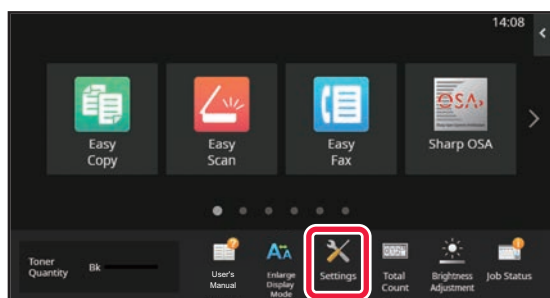 14:08
Easy
Copy
Easy
Scan
Easy
Fax
OSA
Sharp OSA
Toner
Quantity
Bk
User's
Manual
Enlarge
Display
Mode
Settings
Total
Count
Brightness
Adjustment
Job Status